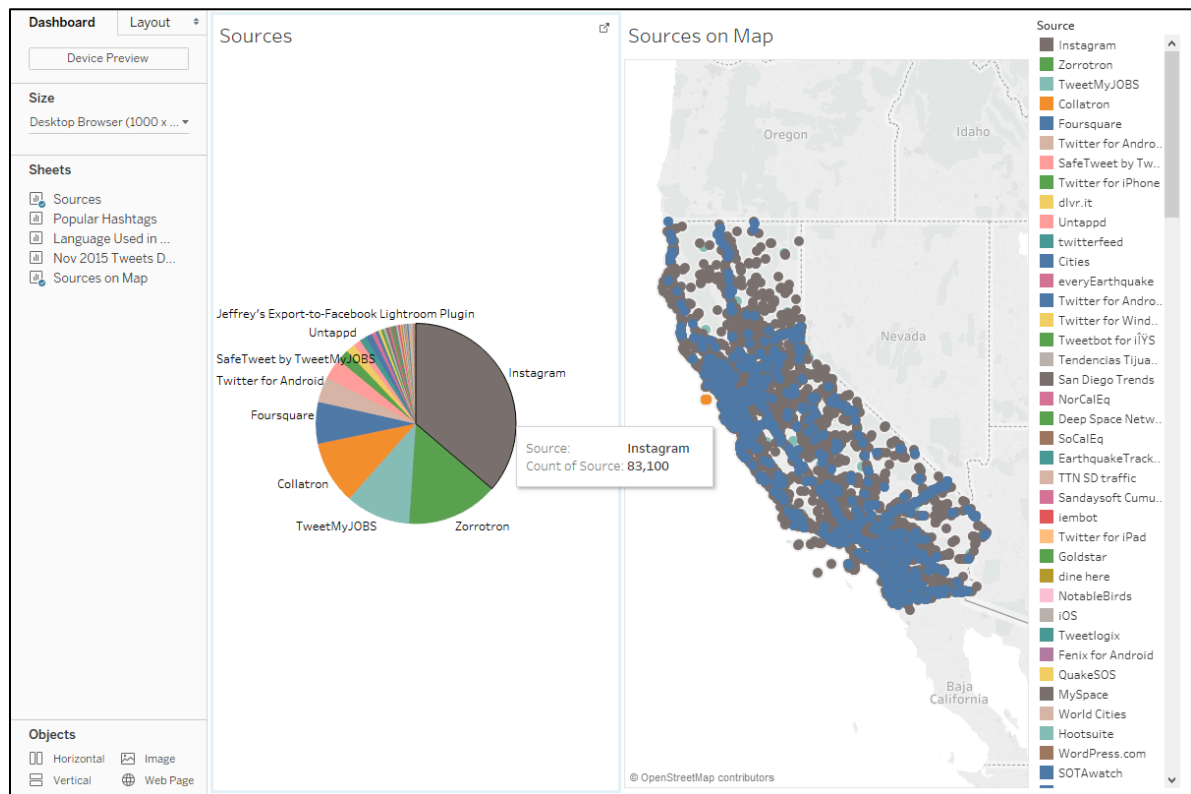 Dashboard
Layout
Device Preview
Size
Desktop Browser (1000 x ...
Sheets
Sources
Popular Hashtags
Language Used in ...
Nov 2015 Tweets D...
Sources on Map
Objects
Horizontal
Image
Vertical
Web Page
Sources
Jeffrey's Export-to-Facebook Lightroom Plugin
Untappd
SafeTweet by TweetMyJOBS
Twitter for Android
Foursquare
Collatron
TweetMyJOBS
Zorrotron
Instagram
Source: Instagram
Count of Source: 83,100
Sources on Map
Oregon
Idaho
Nevada
Baja
California
© OpenStreetMap contributors
Source
Instagram
Zorrotron
TweetMyJOBS
Collatron
Foursquare
Twitter for Andro..
SafeTweet by Tw..
Twitter for iPhone
dlvr.it
Untappd
twitterfeed
Cities
everyEarthquake
Twitter for Andro..
Twitter for Wind..
Tweetbot for iÎŸS
Tendencias Tijua..
San Diego Trends
NorCalEq
Deep Space Netw..
SoCalEq
EarthquakeTrack..
TTN SD traffic
Sandaysoft Cumu..
iembot
Twitter for iPad
Goldstar
dine here
NotableBirds
iOS
Tweetlogix
Fenix for Android
QuakeSOS
MySpace
World Cities
Hootsuite
WordPress.com
SOTAwatch